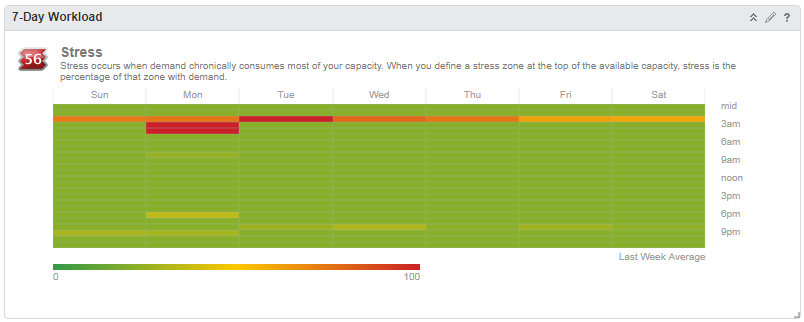 7-Day Workload
?
56
Stress
Stress occurs when demand chronically consumes most of your capacity. When you define a stress zone at the top of the available capacity, stress is the
percentage of that zone with demand.
Sun Mon Tue Wed Thu Fri Sat
mid
3am
6am
9am
noon
3pm
6pm
9pm
Last Week Average
0 100